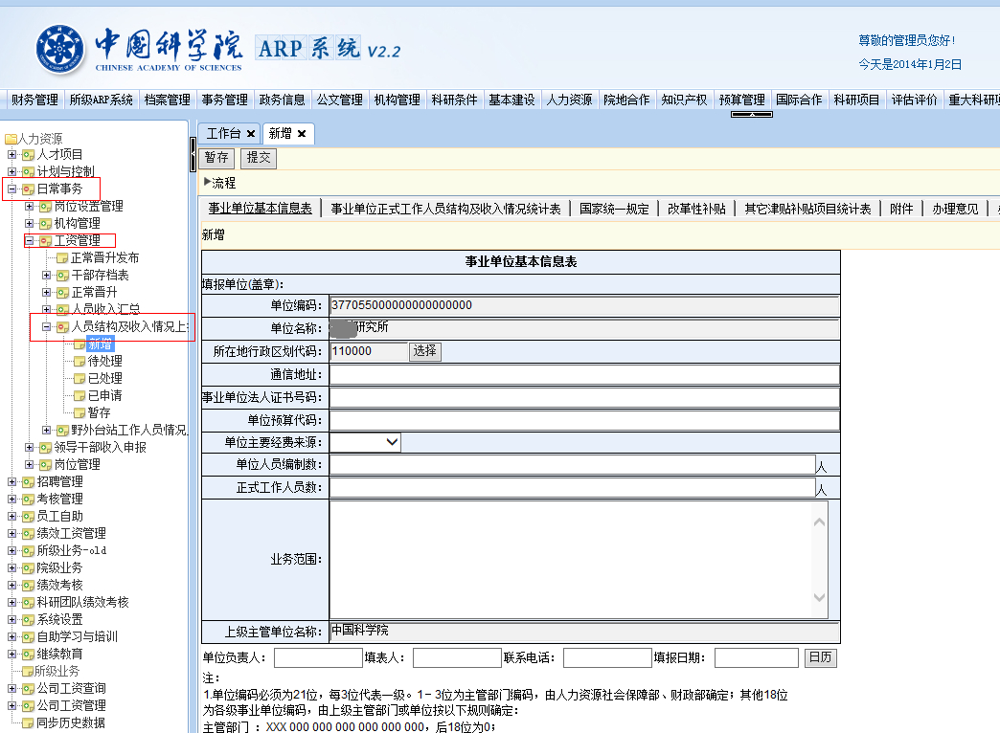 中国科学院 ARP 系统 V2.2
CHINESE ACADEMY OF SCIENCES
尊敬的管理员您好!
今天是2014年1月2日
财务管理 所级ARP系统 档案管理 事务管理 政务信息 公文管理 机构管理 科研条件 基本建设 人力资源 院地合作 知识产权 预算管理 国际合作 科研项目 评估评价 重大科研
人力资源
人才项目
计划与控制
日常事务
岗位设置管理
机构管理
工资管理
正常晋升发布
干部存档表
正常晋升
人员收入汇总
人员结构及收入情况上
新增
待处理
已处理
已申请
暂存
野外台站工作人员情况
领导干部收入申报
岗位管理
招聘管理
考核管理
员工自助
绩效工资管理
所级业务-old
院级业务
绩效考核
科研团队绩效考核
系统设置
自助学习与培训
继续教育
所级业务
公司工资查询
公司工资管理
同步历史数据
工作台 × 新增 ×
暂存 提交
流程
事业单位基本信息表 | 事业单位正式工作人员结构及收入情况统计表 | 国家统一规定 | 改革性补贴 | 其它津贴补贴项目统计表 | 附件 | 办理意见 |
新增
事业单位基本信息表
填报单位(盖章):
单位编码: 377055000000000000000
单位名称: 研究所
所在地行政区划代码: 110000 选择
通信地址:
事业单位法人证书号码:
单位预算代码:
单位主要经费来源:
单位人员编制数: 人
正式工作人员数: 人
业务范围:
上级主管单位名称: 中国科学院
单位负责人: 填表人: 联系电话: 填报日期: 日历
注:
1.单位编码必须为21位，每3位代表一级。1－3位为主管部门编码，由人力资源社会保障部、财政部确定；其他18位
为各级事业单位编码，由上级主管部门或单位按以下规则确定：
主管部门 ：XXX 000 000 000 000 000 000，后18位为0；